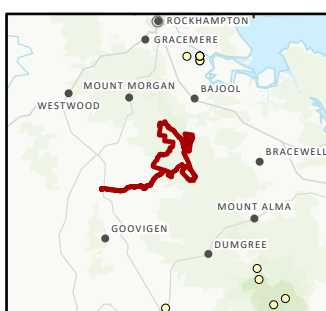 ROCKHAMPTON
GRACEMERE
MOUNT MORGAN
BAJOOL
WESTWOOD
BRACEWELL
MOUNT ALMA
GOOVIGEN
DUMGREE